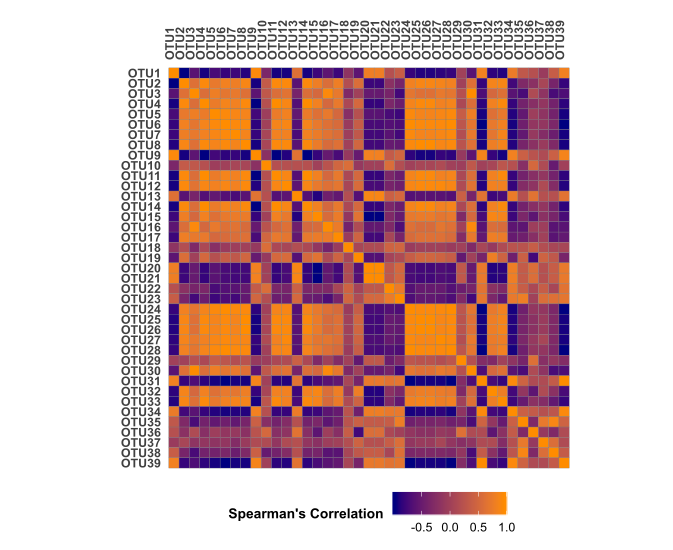 OTU1 OTU2 OTU3 OTU4 OTU5 OTU6 OTU7 OTU8 OTU9 OTU10 OTU11 OTU12 OTU13 OTU14 OTU15 OTU16 OTU17 OTU18 OTU19 OTU20 OTU21 OTU22 OTU23 OTU24 OTU25 OTU26 OTU27 OTU28 OTU29 OTU30 OTU31 OTU32 OTU33 OTU34 OTU35 OTU36 OTU37 OTU38 OTU39
OTU1
OTU2
OTU3
OTU4
OTU5
OTU6
OTU7
OTU8
OTU9
OTU10
OTU11
OTU12
OTU13
OTU14
OTU15
OTU16
OTU17
OTU18
OTU19
OTU20
OTU21
OTU22
OTU23
OTU24
OTU25
OTU26
OTU27
OTU28
OTU29
OTU30
OTU31
OTU32
OTU33
OTU34
OTU35
OTU36
OTU37
OTU38
OTU39
Spearman's Correlation
-0.5 0.0 0.5 1.0